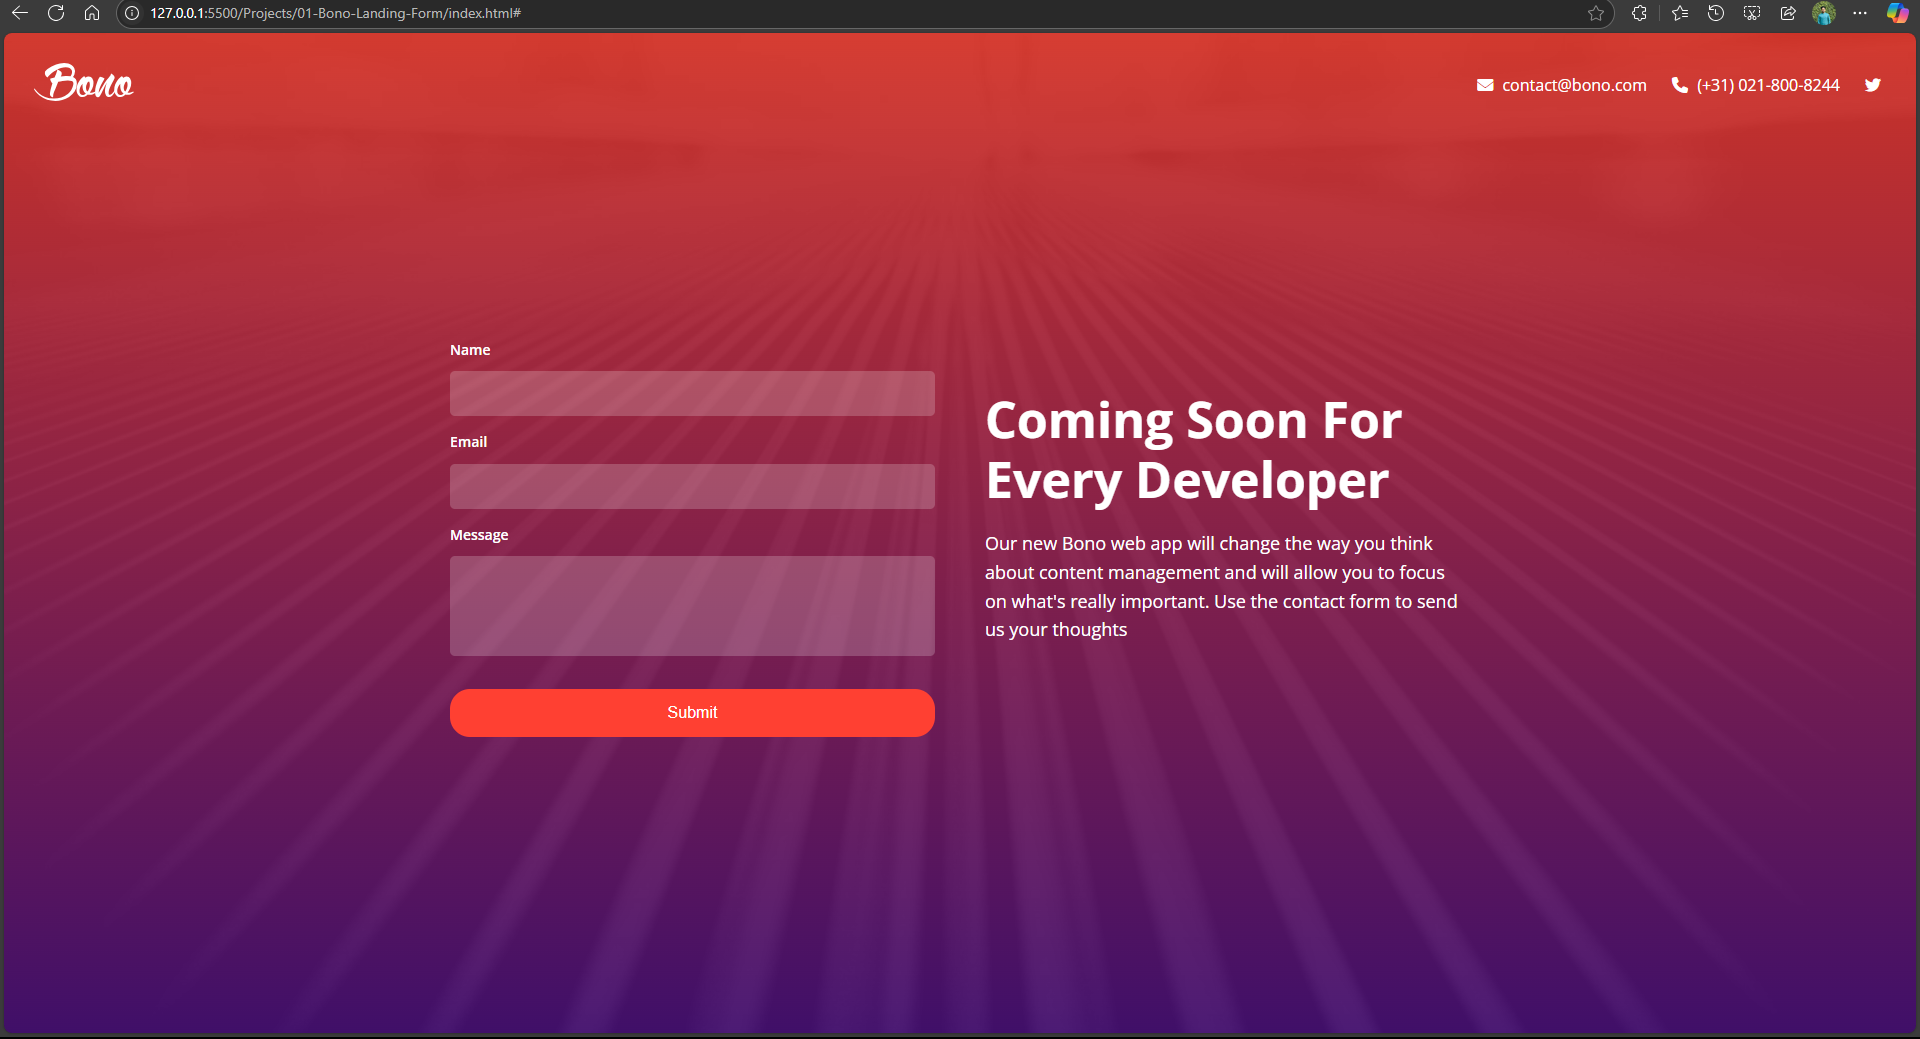 127.0.0.1:5500/Projects/01-Bono-Landing-Form/index.html#
Bono
contact@bono.com
(+31) 021-800-8244
Name
Email
Message
Submit
Coming Soon For
Every Developer
Our new Bono web app will change the way you think
about content management and will allow you to focus
on what's really important. Use the contact form to send
us your thoughts